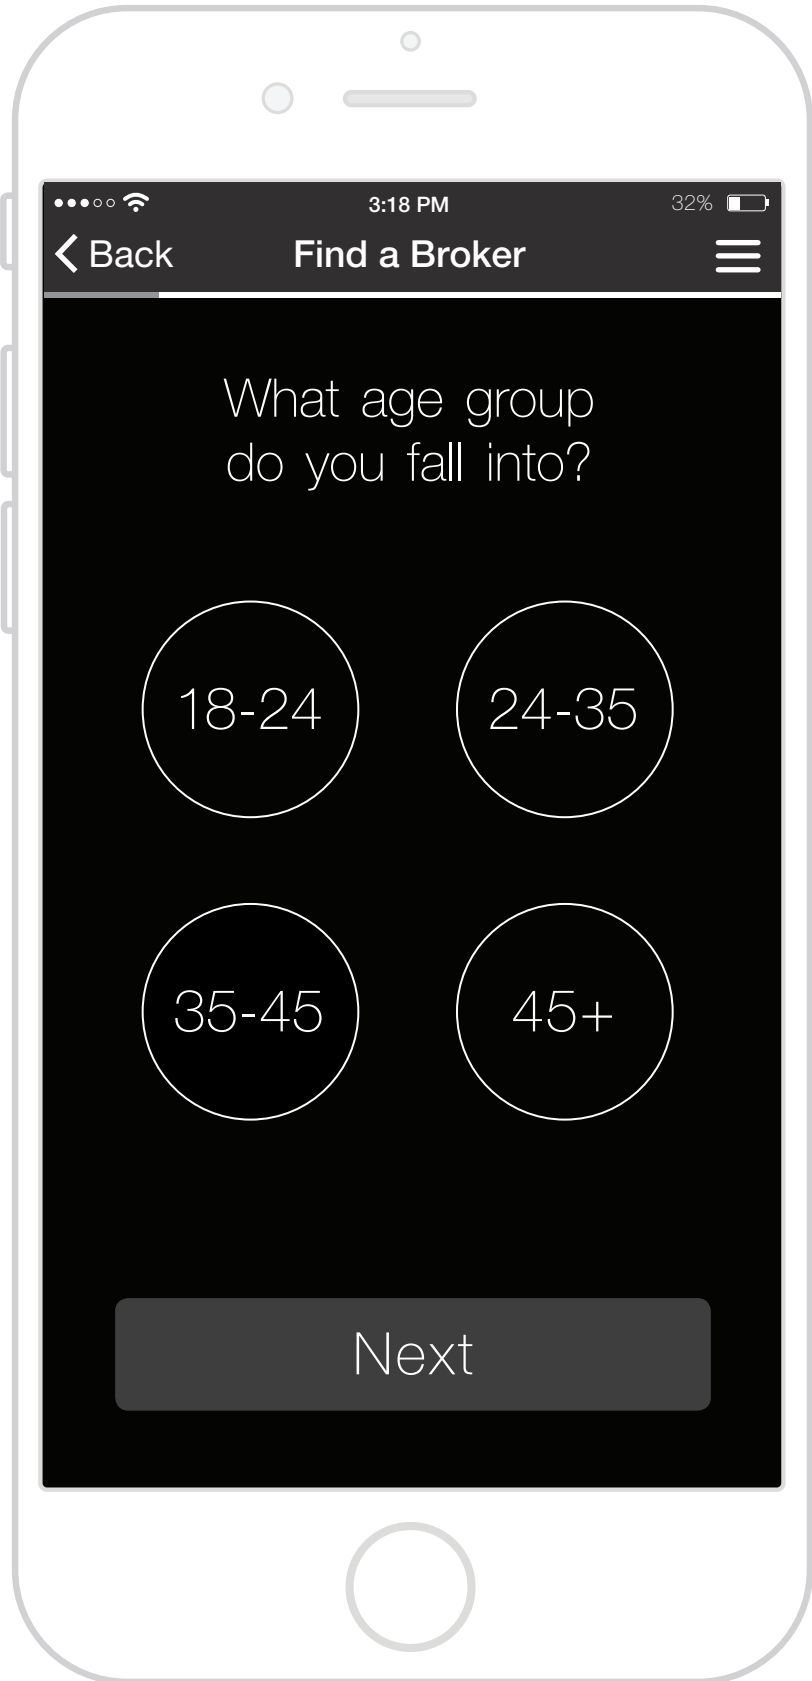 3:18 PM 32%
Back Find a Broker
What age group
do you fall into?
18-24 24-35
35-45 45+
Next